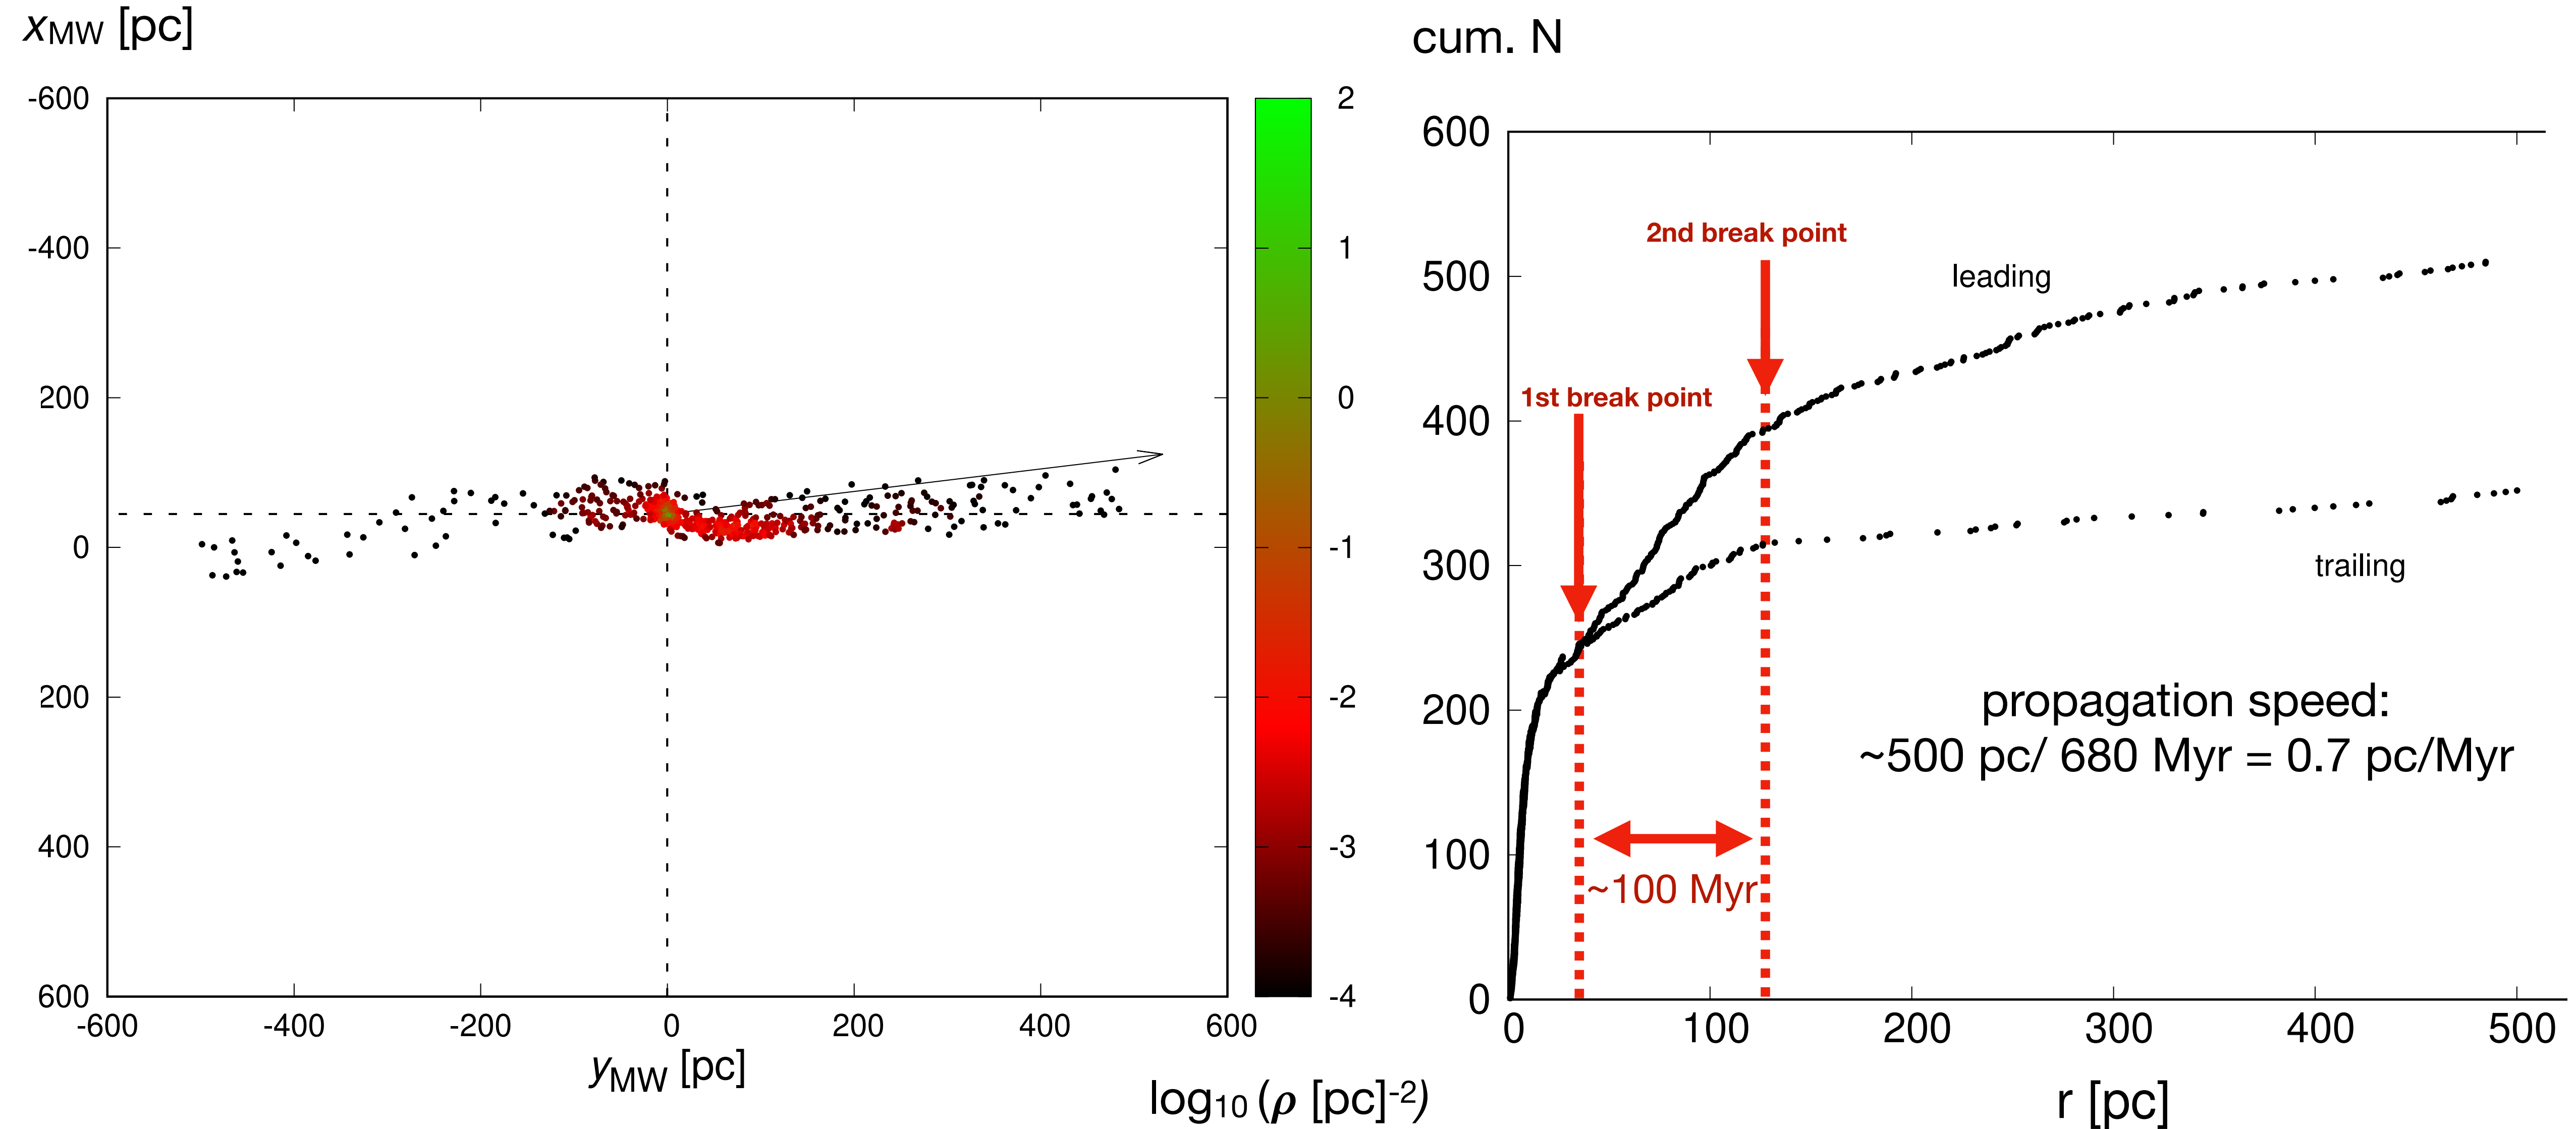 xMW [pc]
-600
-400
200
0
200
400
600
-600
-400
-200
0
200
400
600
yMW [pc]
2
1
0
-1
-2
-3
-4
log10 (ρ [pc]-2)
cum. N
600
500
400
300
200
100
0
2nd break point
1st break point
leading
trailing
propagation speed:
~500 pc/ 680 Myr = 0.7 pc/Myr
~100 Myr
0
100
200
300
400
500
r [pc]